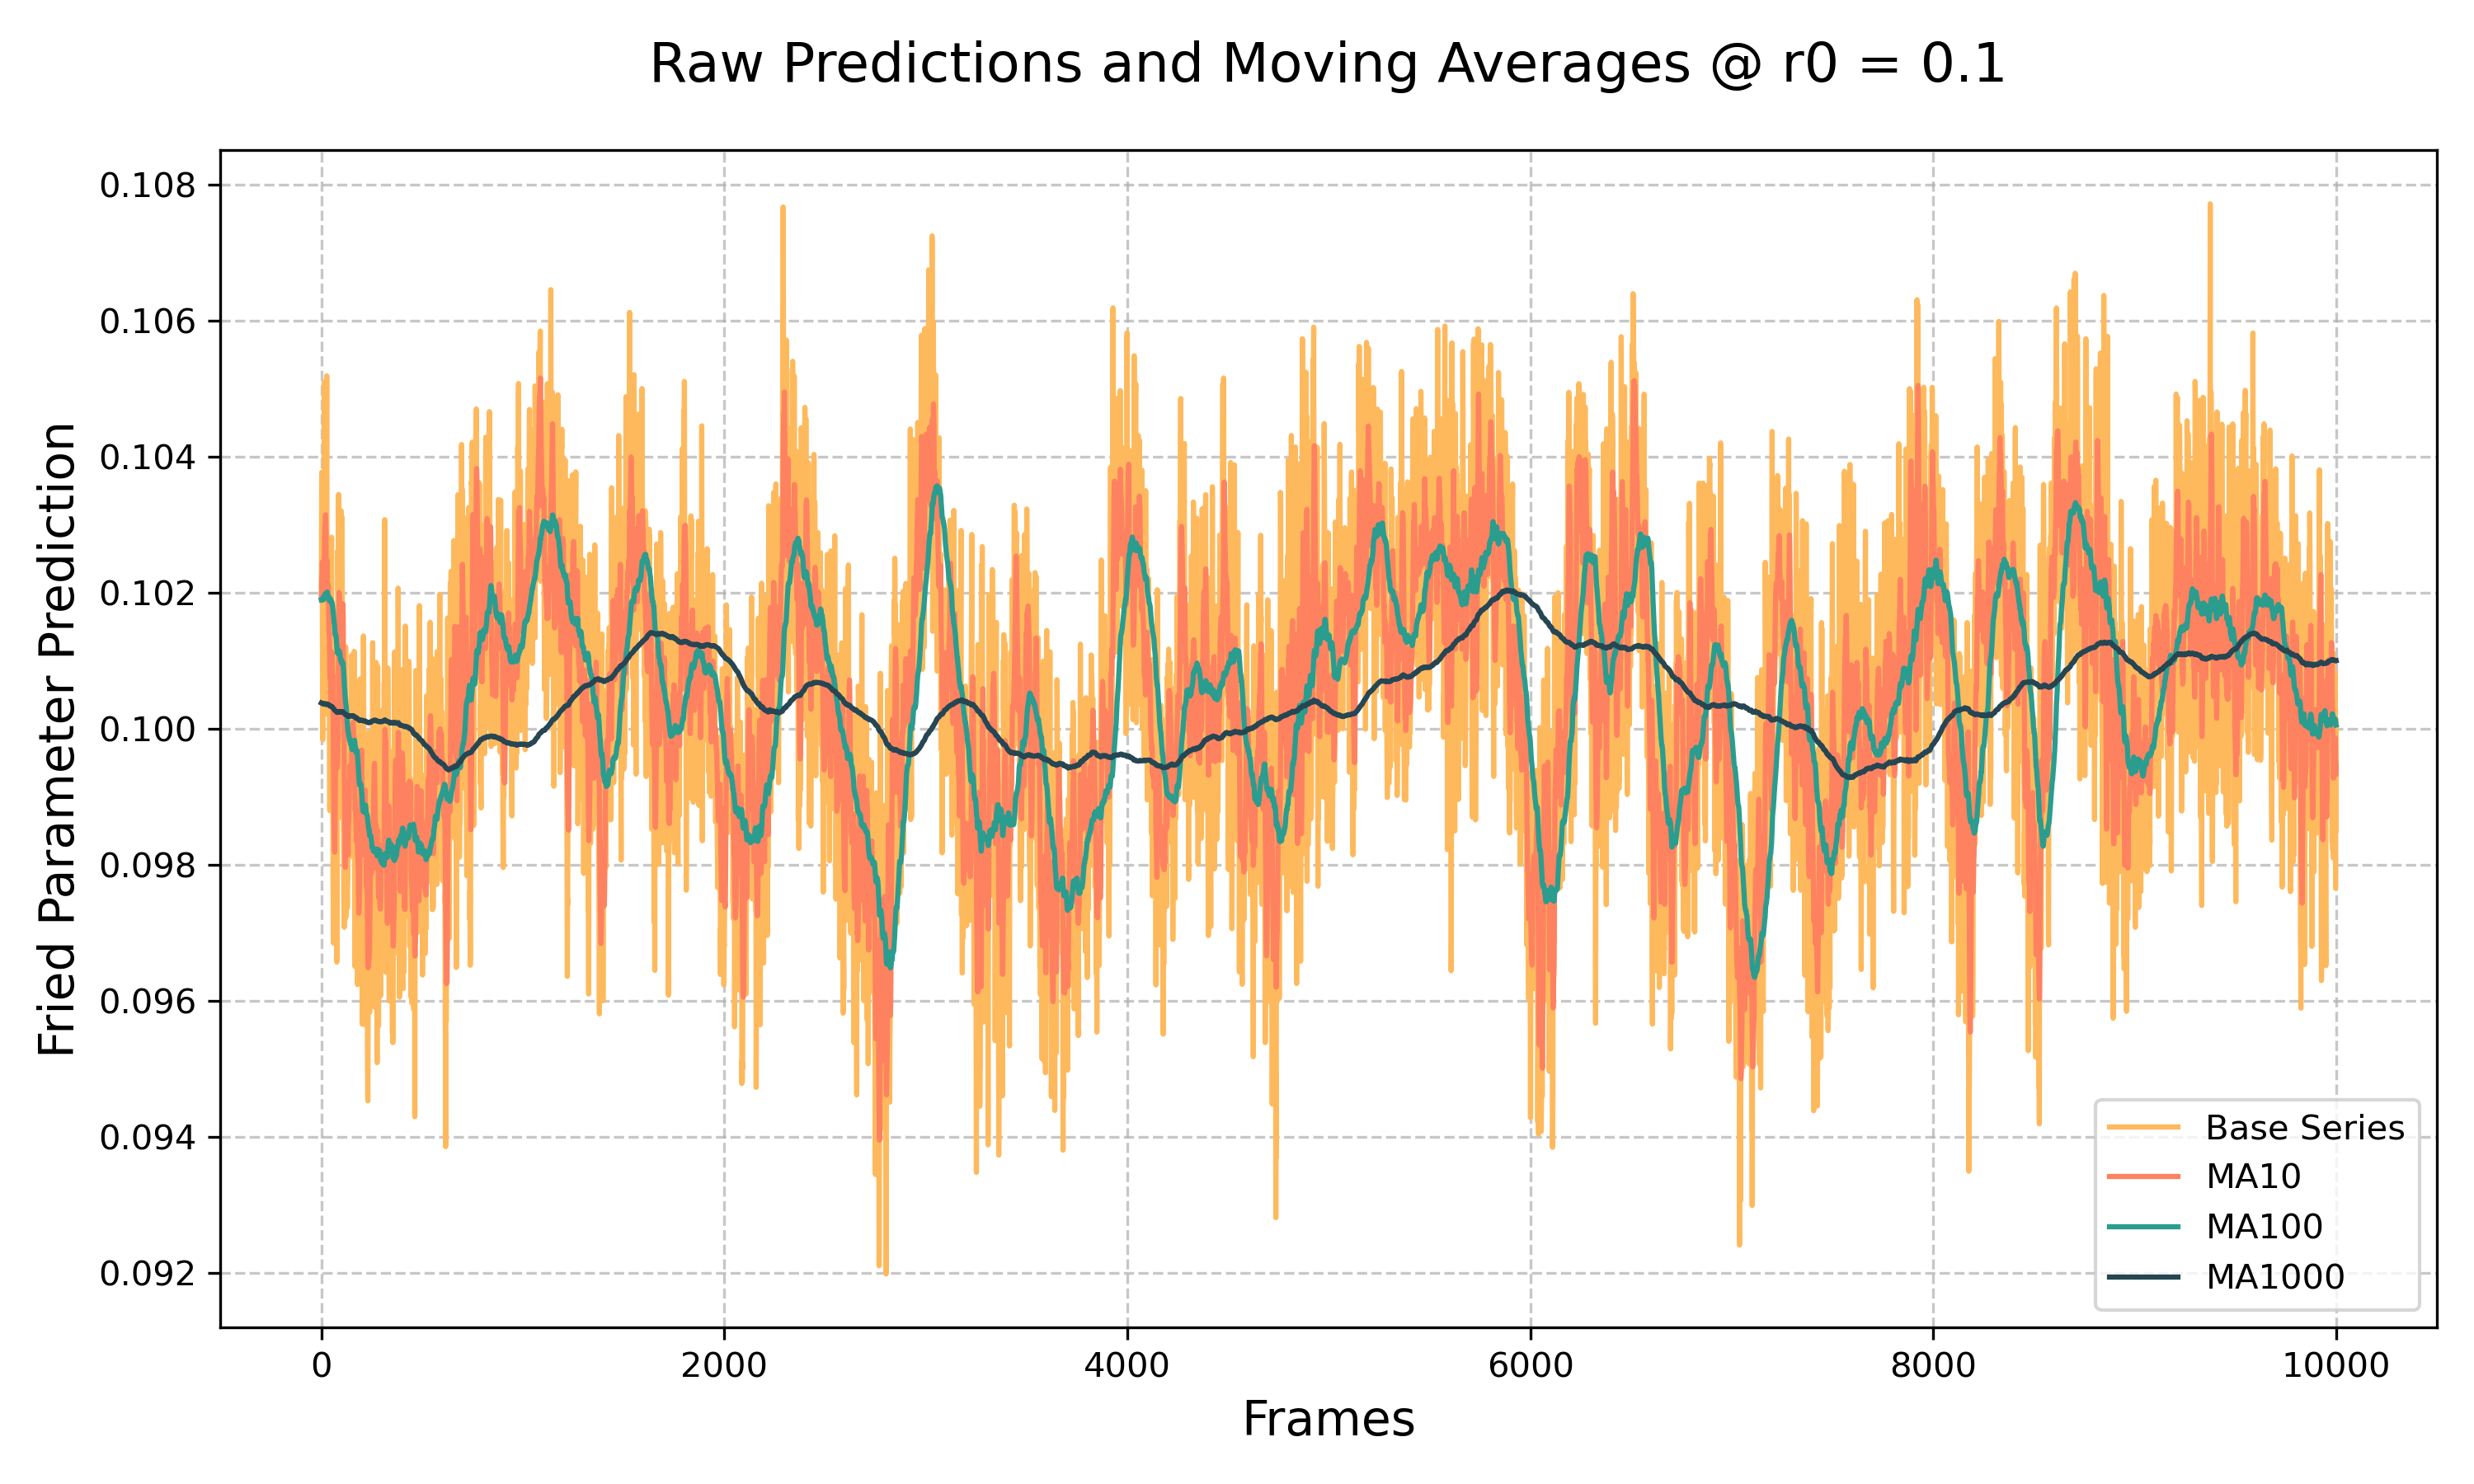 Raw Predictions and Moving Averages @ r0 = 0.1
Fried Parameter Prediction
0.108
0.106
0.104
0.102
0.100
0.098
0.096
0.094
0.092
Base Series
MA10
MA100
MA1000
0
2000
4000
6000
8000
10000
Frames